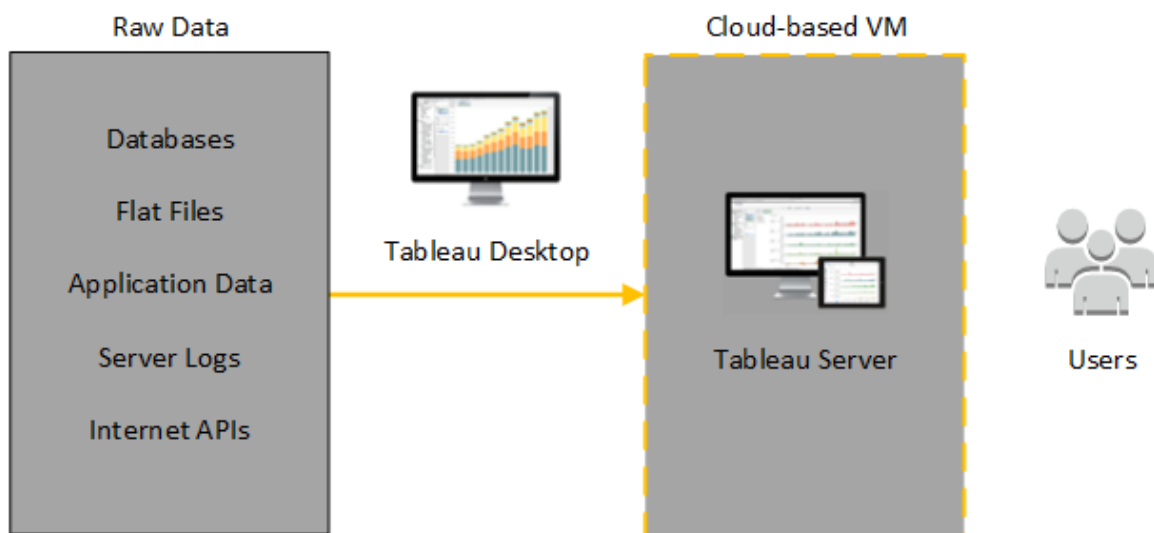 Raw Data
Databases
Flat Files
Application Data
Server Logs
Internet APIs
Tableau Desktop
Cloud-based VM
Tableau Server
Users